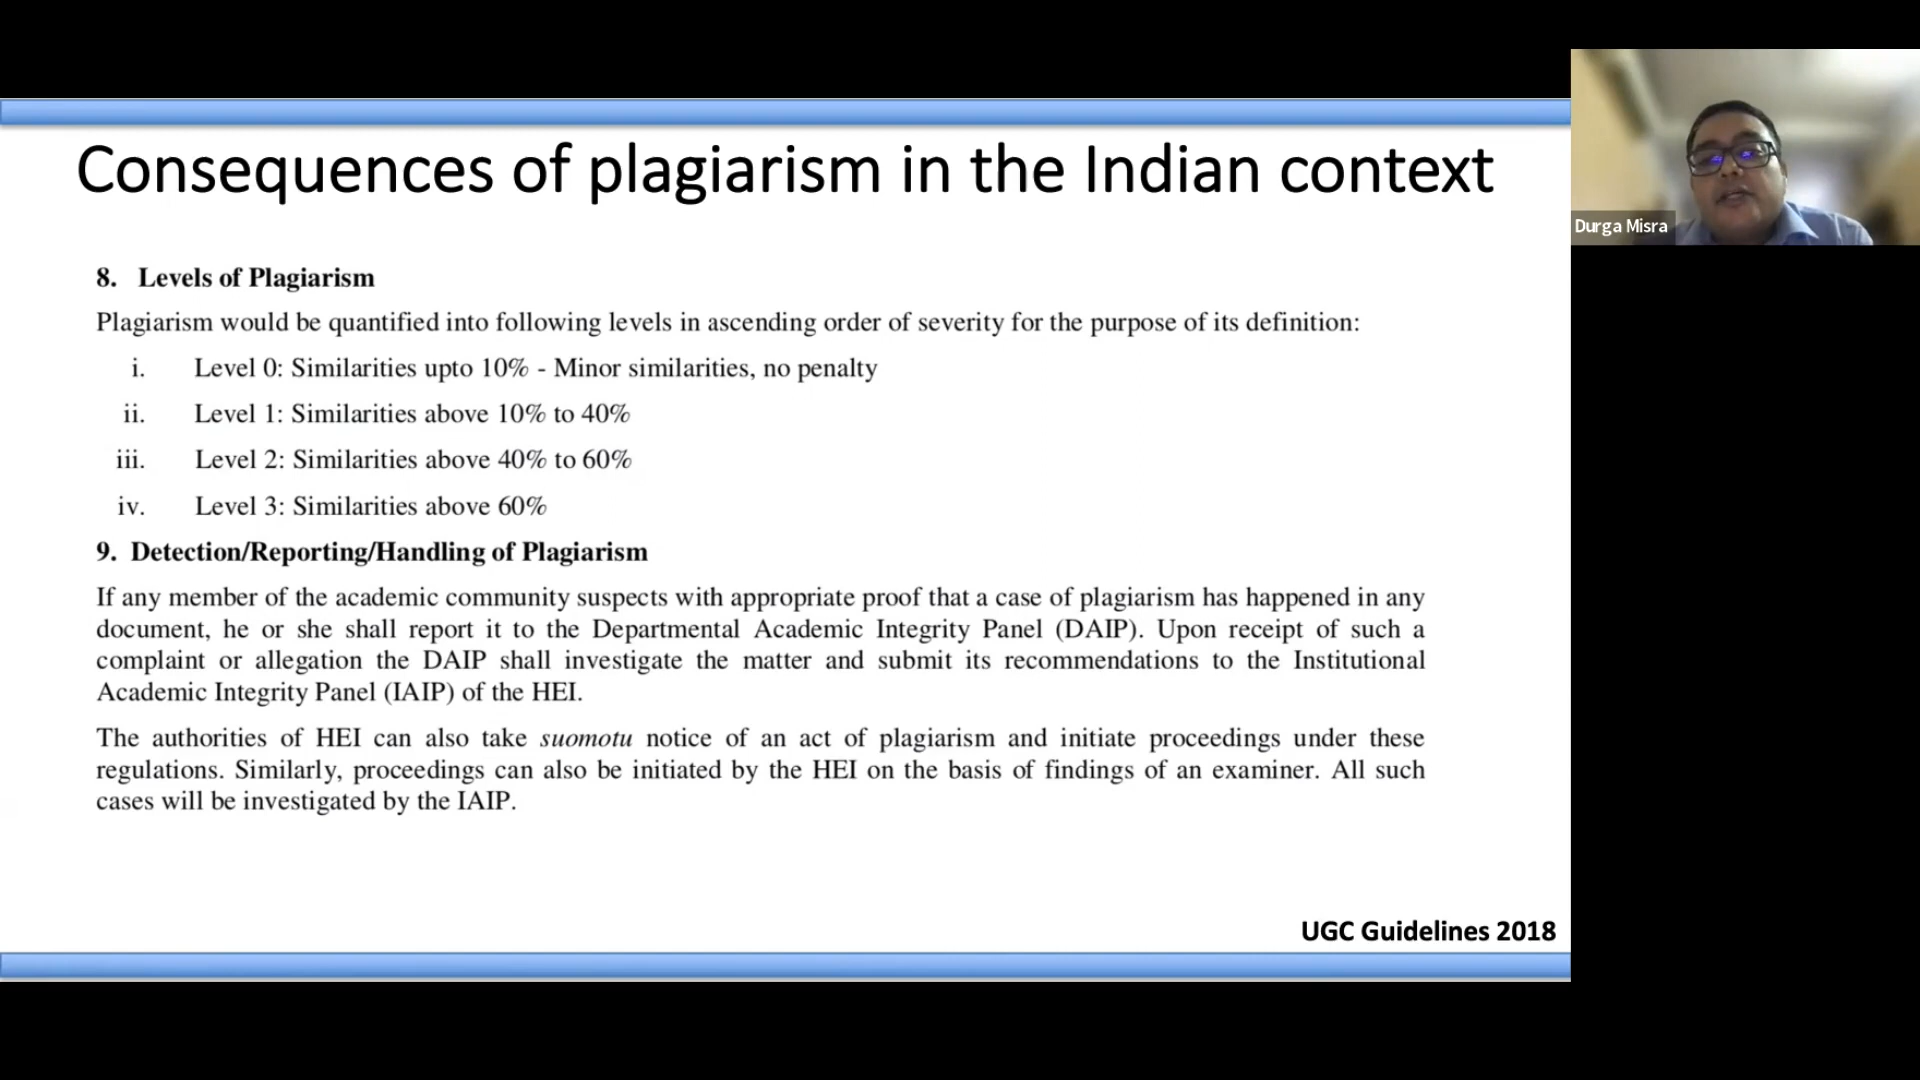 Consequences of plagiarism in the Indian context
Durga Misra
8. Levels of Plagiarism
Plagiarism would be quantified into following levels in ascending order of severity for the purpose of its definition:
i. Level 0: Similarities upto 10% - Minor similarities, no penalty
ii. Level 1: Similarities above 10% to 40%
iii. Level 2: Similarities above 40% to 60%
iv. Level 3: Similarities above 60%
9. Detection/Reporting/Handling of Plagiarism
If any member of the academic community suspects with appropriate proof that a case of plagiarism has happened in any
document, he or she shall report it to the Departmental Academic Integrity Panel (DAIP). Upon receipt of such a
complaint or allegation the DAIP shall investigate the matter and submit its recommendations to the Institutional
Academic Integrity Panel (IAIP) of the HEI.
The authorities of HEI can also take suomotu notice of an act of plagiarism and initiate proceedings under these
regulations. Similarly, proceedings can also be initiated by the HEI on the basis of findings of an examiner. All such
cases will be investigated by the IAIP.
UGC Guidelines 2018